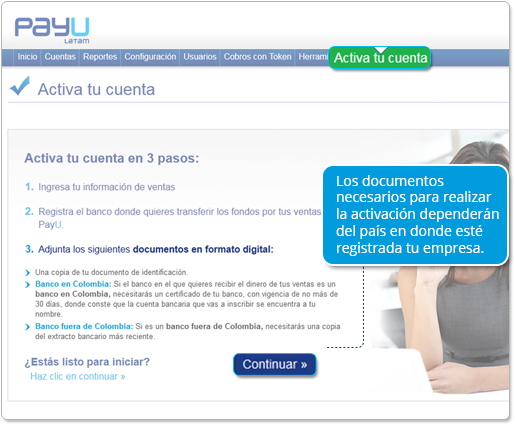 PayU
LATAM
Inicio Cuentas Reportes Configuración Usuarios Cobros con Token Herrami Activa tu cuenta
Activa tu cuenta
Activa tu cuenta en 3 pasos:
1. Ingresa tu información de ventas
2. Registra el banco donde quieres transferir los fondos por tus ventas
PayU.
3. Adjunta los siguientes documentos en formato digital:
Una copia de tu documento de identificación.
Banco en Colombia: Si el banco en el que quieres recibir el dinero de tus ventas es un
banco en Colombia, necesitarás un certificado de tu banco, con vigencia de no más de
30 días, donde conste que la cuenta bancaria que vas a inscribir se encuentra a tu
nombre.
Banco fuera de Colombia: Si es un banco fuera de Colombia, necesitarás una copia
del extracto bancario más reciente.
Los documentos
necesarios para realizar
la activación dependerán
del país en donde esté
registrada tu empresa.
¿Estás listo para iniciar?
Haz clic en continuar »
Continuar »